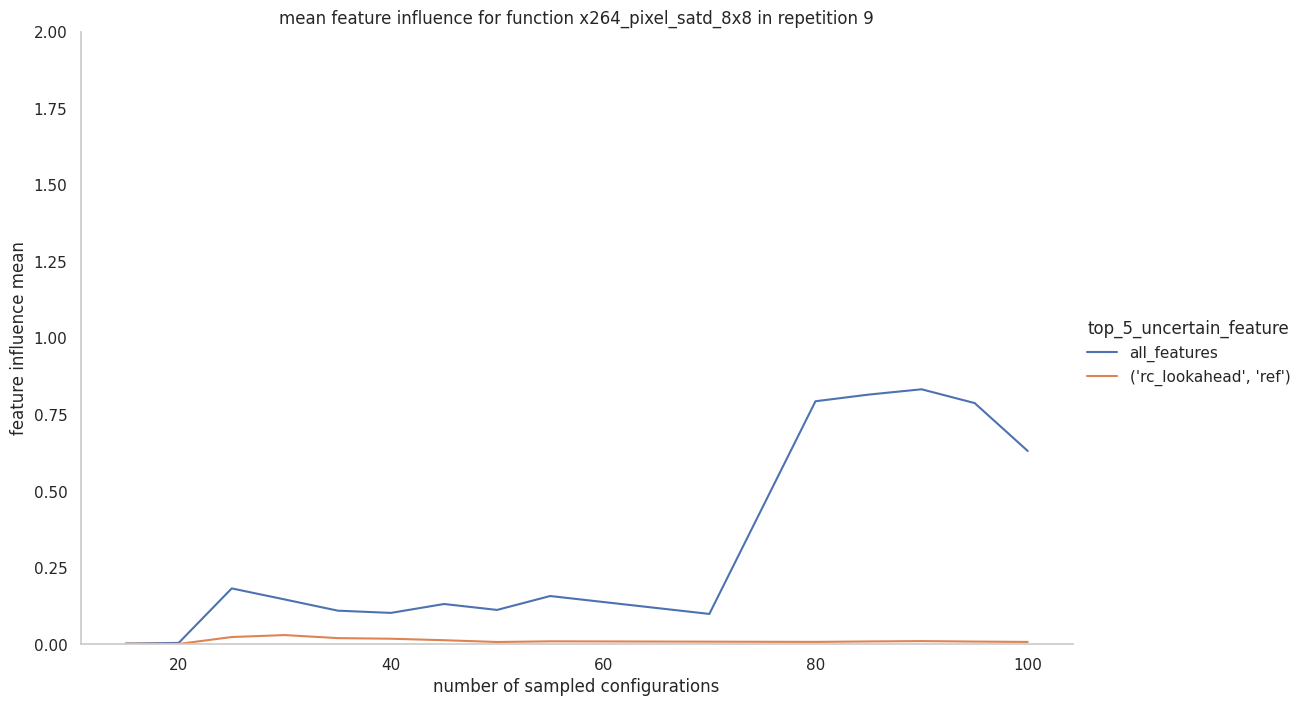 mean feature influence for function x264_pixel_satd_8x8 in repetition 9
2.00
1.75
1.50
1.25
1.00
0.75
0.50
0.25
0.00
feature influence mean
20
40
60
80
100
number of sampled configurations
top_5_uncertain_feature
all_features
('rc_lookahead', 'ref')